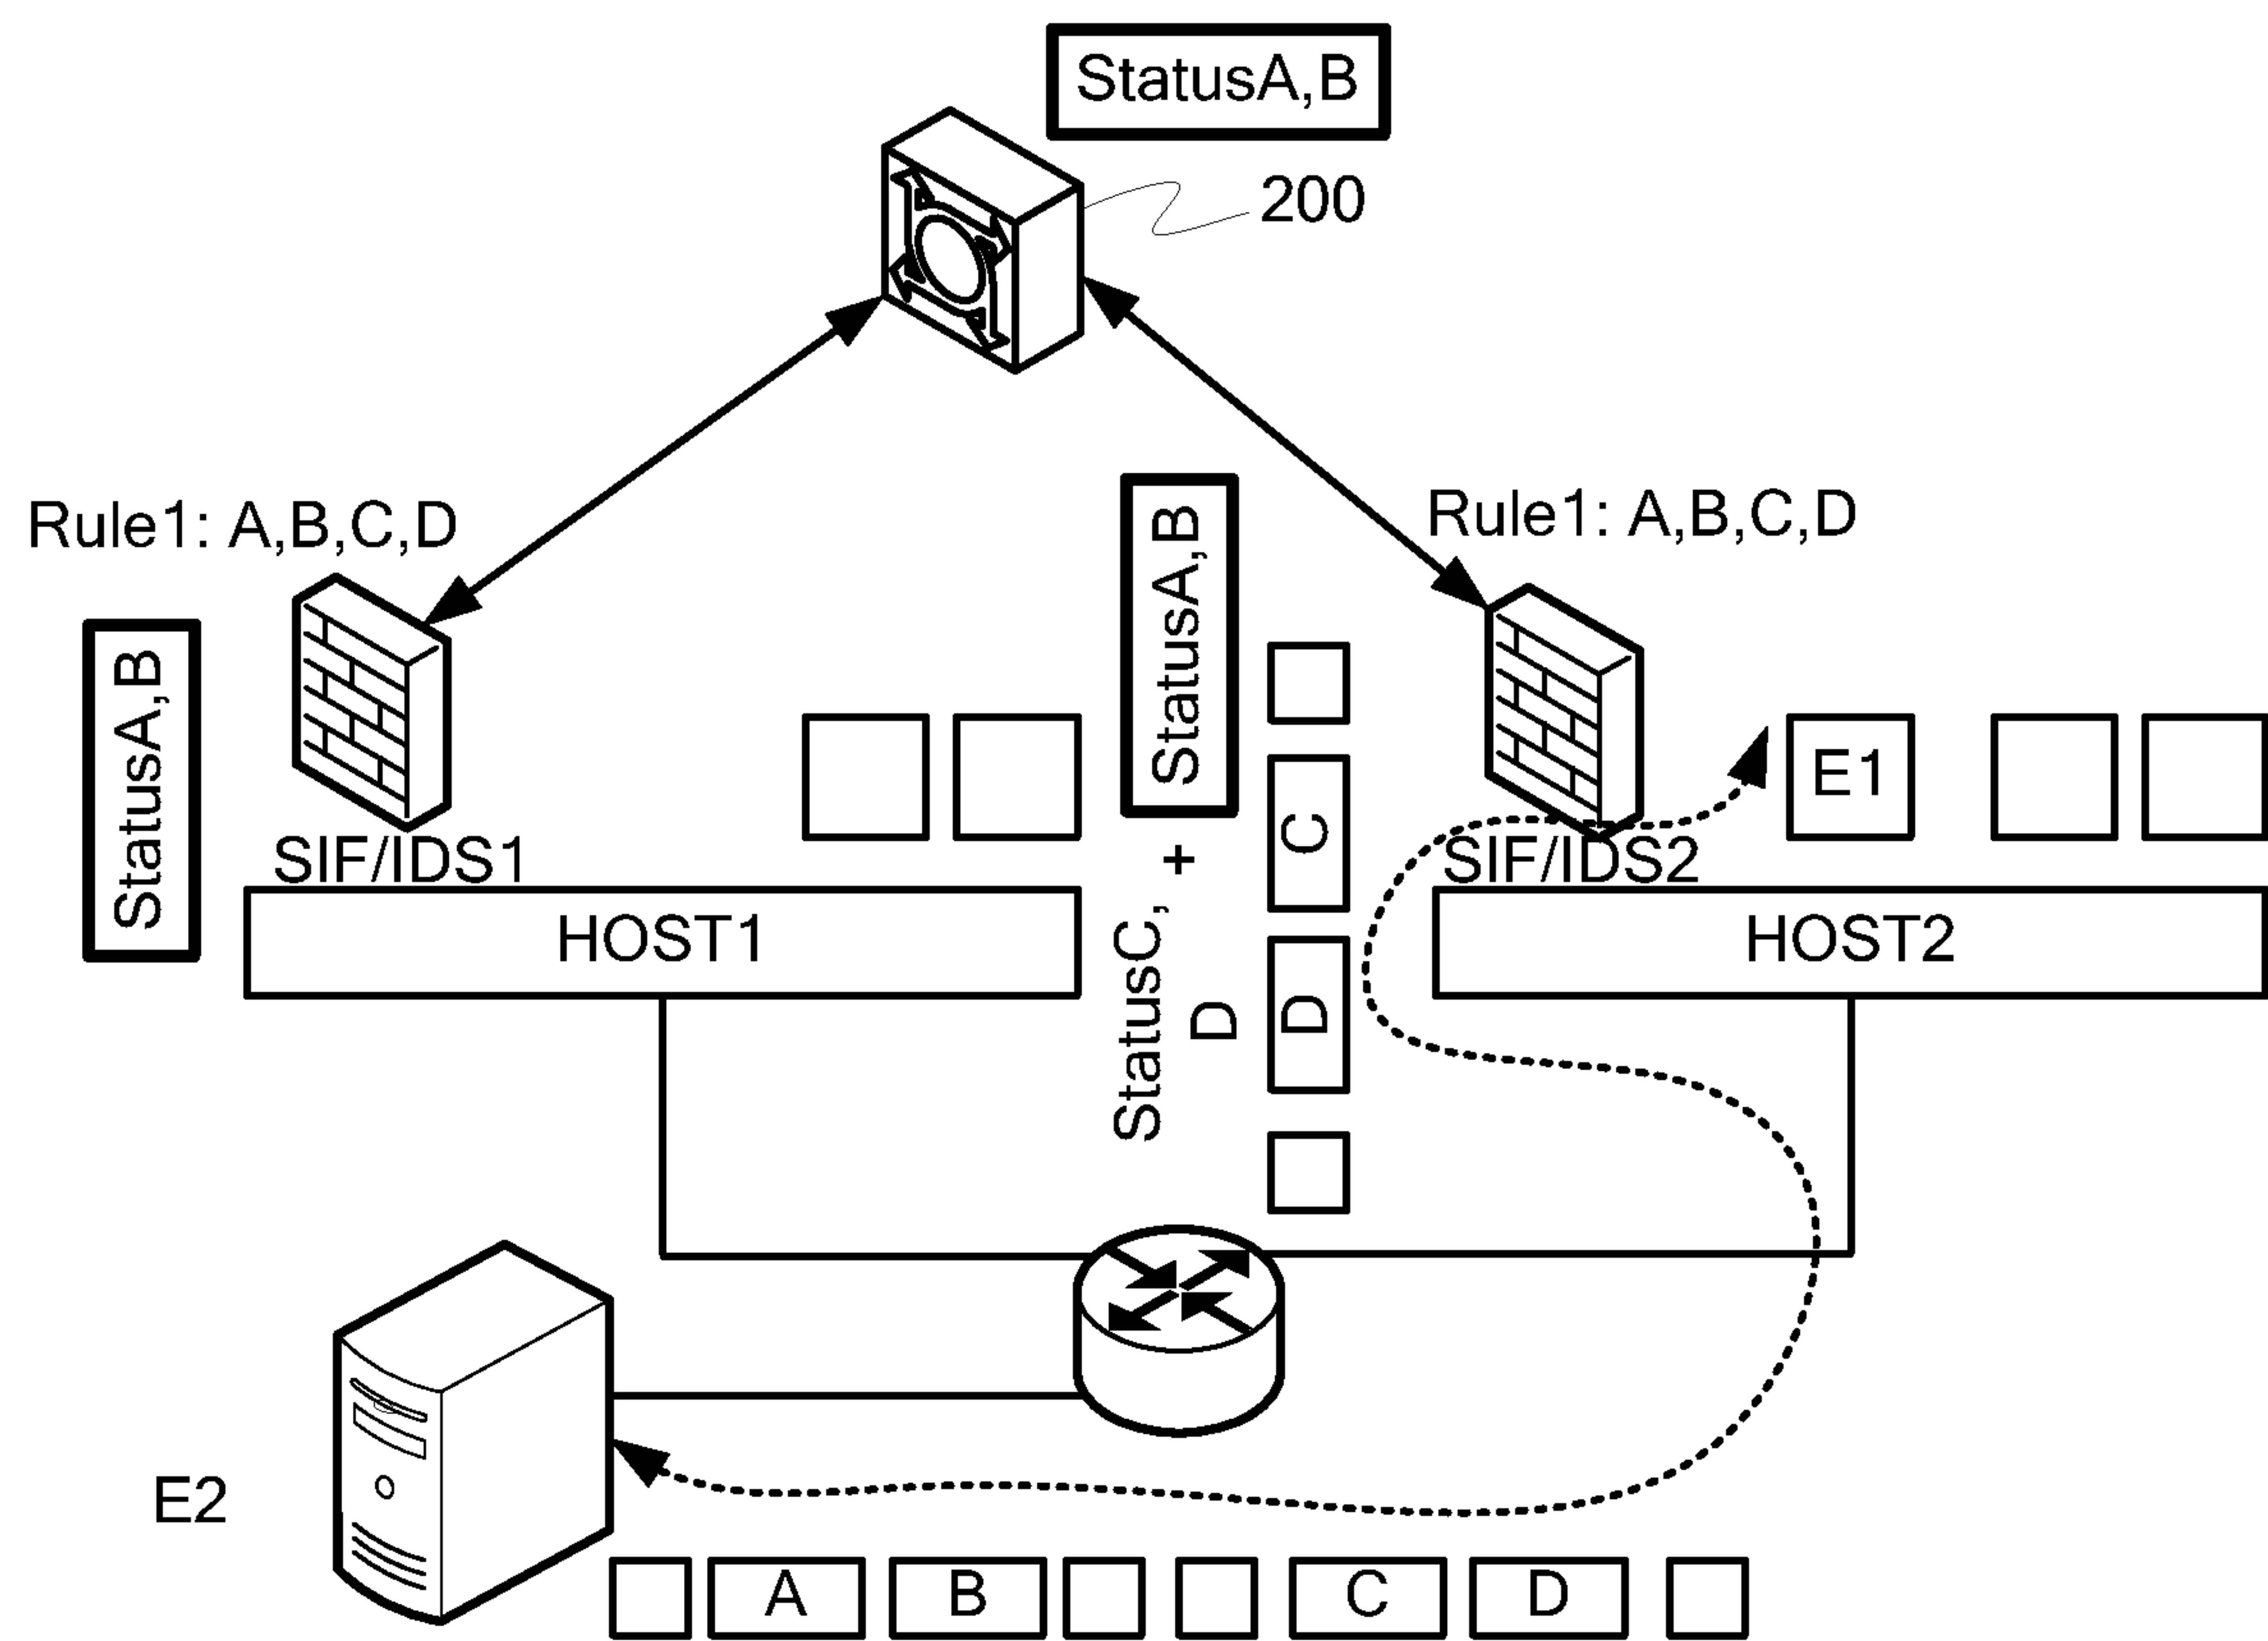 StatusA,B
200
Rule1: A,B,C,D
Rule1: A,B,C,D
StatusA,B
StatusA,B
+
StatusC,
D
C
D
E1
SIF/IDS1
SIF/IDS2
HOST1
HOST2
E2
A
B
C
D